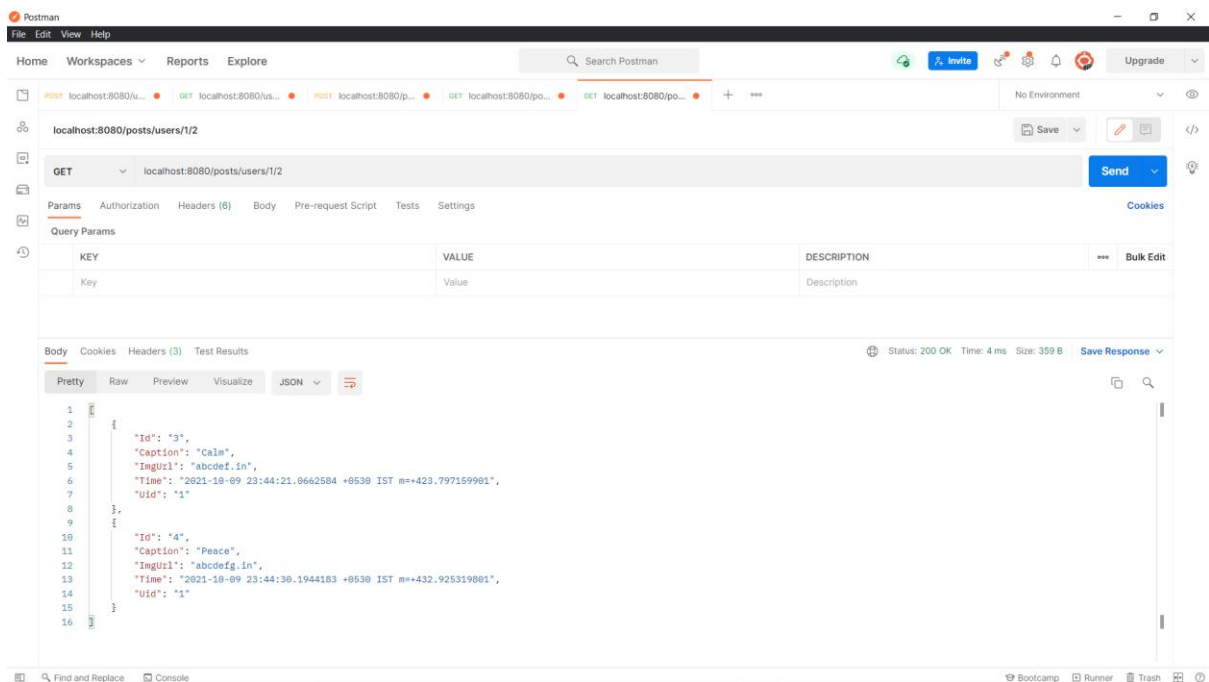 Postman
File Edit View Help
Home Workspaces Reports Explore Search Postman Invite Upgrade
POST localhost:8080/u... GET localhost:8080/us... POST localhost:8080/p... GET localhost:8080/po... GET localhost:8080/po... No Environment
localhost:8080/posts/users/1/2 Save
GET localhost:8080/posts/users/1/2 Send
Params Authorization Headers (6) Body Pre-request Script Tests Settings Cookies
Query Params
KEY VALUE DESCRIPTION Bulk Edit
Key Value Description
Body Cookies Headers (3) Test Results Status: 200 OK Time: 4 ms Size: 359 B Save Response
Pretty Raw Preview Visualize JSON
1 [
2 {
3 "Id": "3",
4 "Caption": "Calm",
5 "ImgUrl": "abcdef.in",
6 "Time": "2021-10-09 23:44:21.0662584 +0530 IST m=+423.797159901",
7 "Uid": "1"
8 },
9 {
10 "Id": "4",
11 "Caption": "Peace",
12 "ImgUrl": "abcdefg.in",
13 "Time": "2021-10-09 23:44:30.1944183 +0530 IST m=+432.925319801",
14 "Uid": "1"
15 }
16 ]
Find and Replace Console Bootcamp Runner Trash